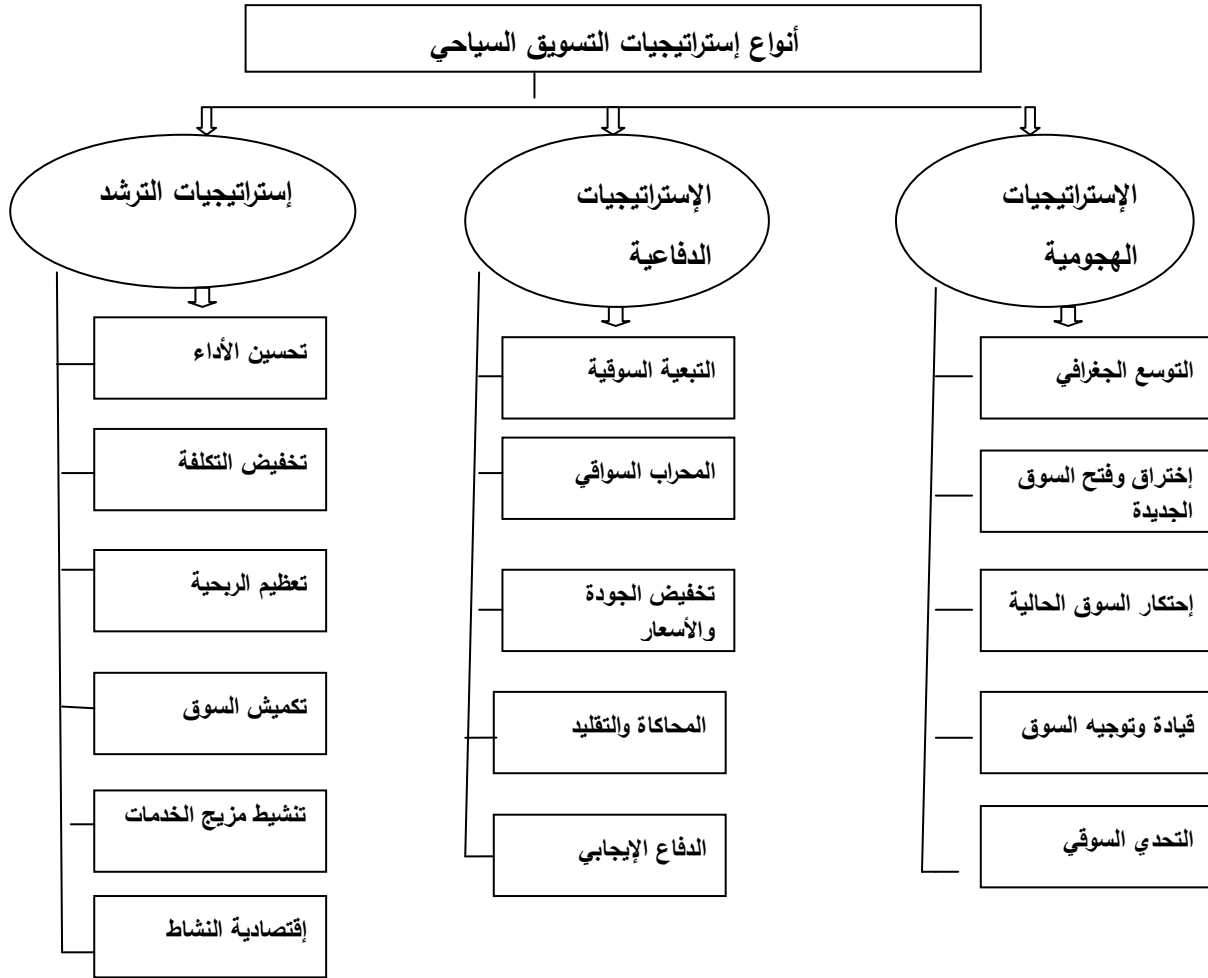 أنواع إستراتيجيات التسويق السياحي
الإستراتيجيات
الهجومية
التوسع الجغرافي
إختراق وفتح السوق
الجديدة
إحتكار السوق الحالية
قيادة وتوجيه السوق
التحدي السوقي
الإستراتيجيات
الدفاعية
التبعية السوقية
المحراب السواقي
تخفيض الجودة
والأسعار
المحاكاة والتقليد
الدفاع الإيجابي
إستراتيجيات الترشد
تحسين الأداء
تخفيض التكلفة
تعظيم الربحية
تكميش السوق
تنشيط مزيج الخدمات
إقتصادية النشاط